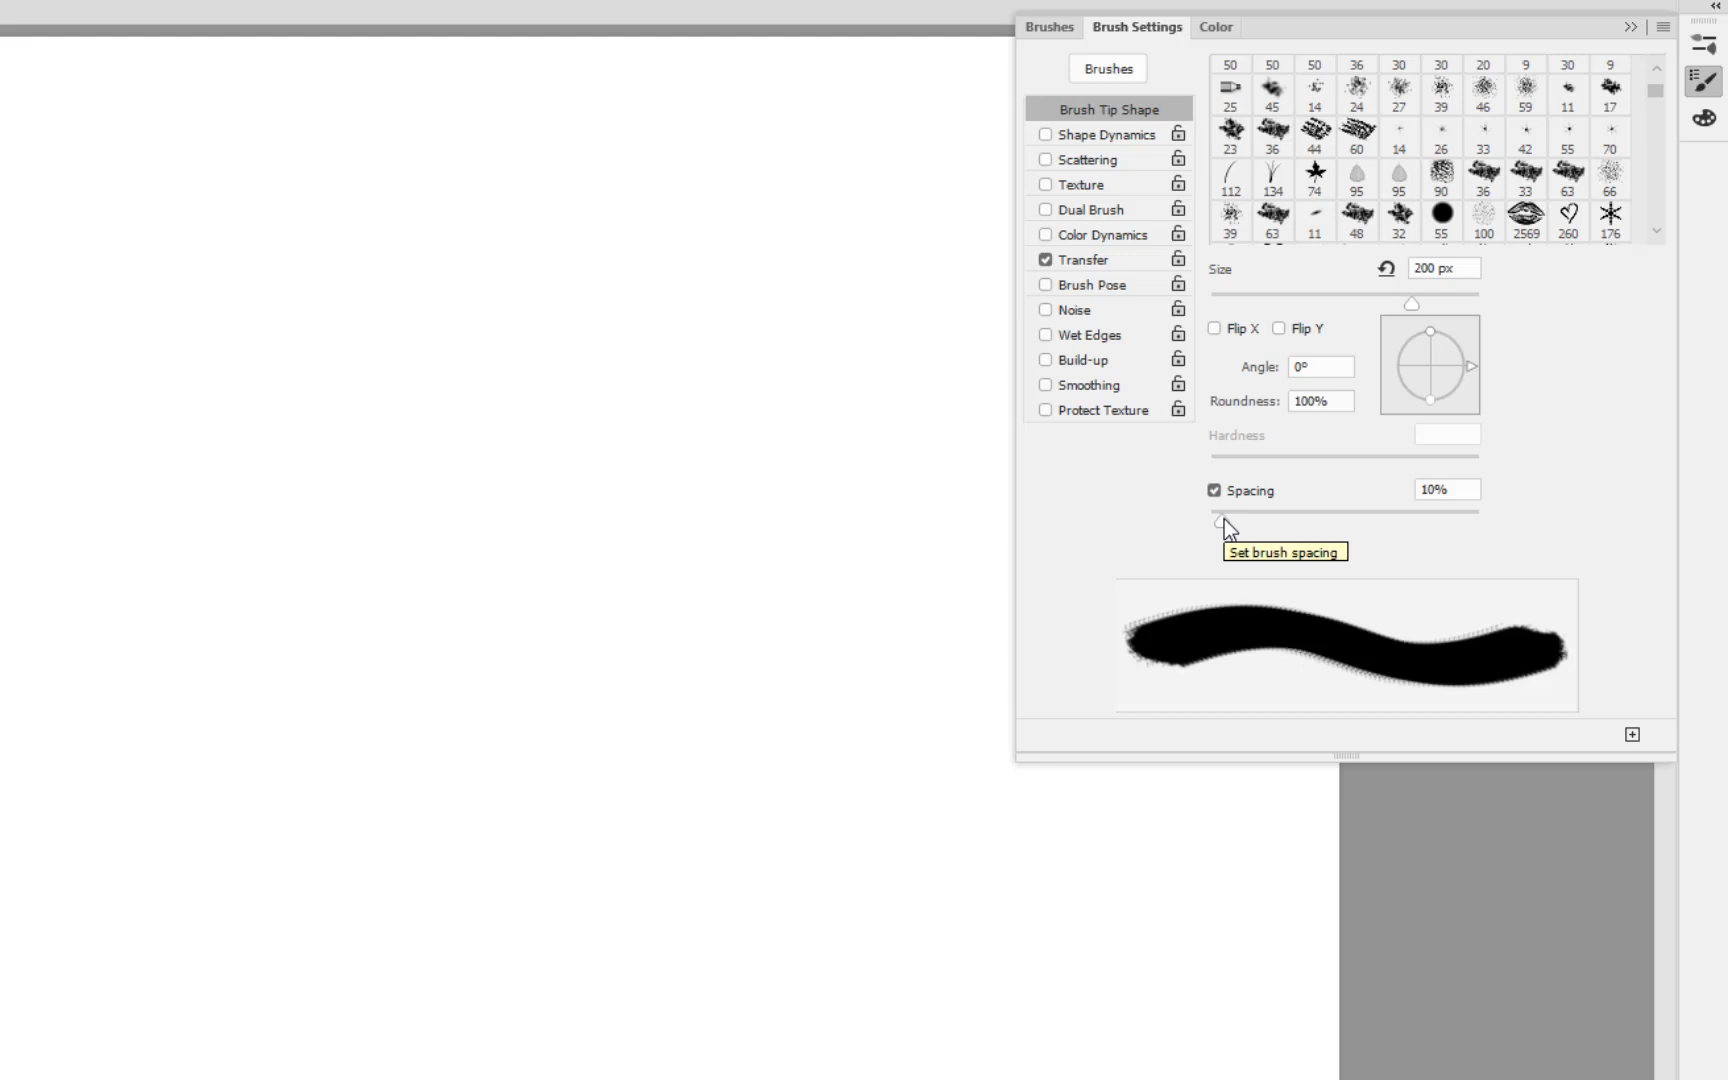 Brushes Brush Settings Color
Brushes
50 50 50 36 30 30 20 9 30 9
25 45 14 24 27 39 46 59 11 17
23 36 44 60 14 26 33 42 55 70
112 134 74 95 95 90 36 33 63 66
39 63 11 48 32 55 100 2569 260 176
Brush Tip Shape
Shape Dynamics
Scattering
Texture
Dual Brush
Color Dynamics
Transfer
Brush Pose
Noise
Wet Edges
Build-up
Smoothing
Protect Texture
Size 200 px
Flip X Flip Y
Angle: 0°
Roundness: 100%
Hardness
Spacing 10%
Set brush spacing